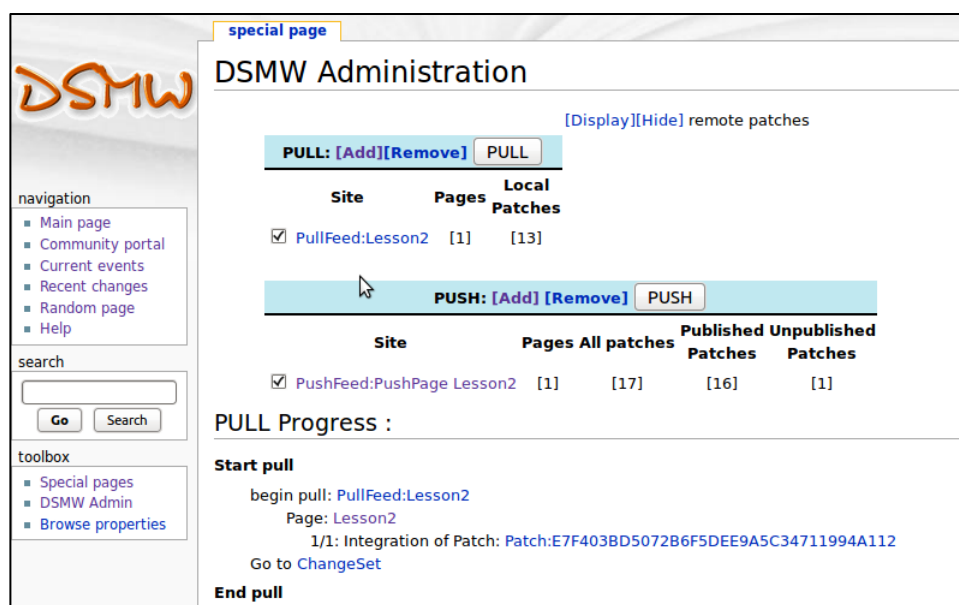 special page
DSMW
DSMW Administration
[Display][Hide] remote patches
PULL: [Add][Remove] PULL
Site Pages Local Patches
PullFeed:Lesson2 [1] [13]
PUSH: [Add] [Remove] PUSH
Site Pages All patches Published Patches Unpublished Patches
PushFeed:PushPage Lesson2 [1] [17] [16] [1]
PULL Progress :
Start pull
begin pull: PullFeed:Lesson2
Page: Lesson2
1/1: Integration of Patch: Patch:E7F403BD5072B6F5DEE9A5C34711994A112
Go to ChangeSet
End pull
navigation
Main page
Community portal
Current events
Recent changes
Random page
Help
search
Go Search
toolbox
Special pages
DSMW Admin
Browse properties